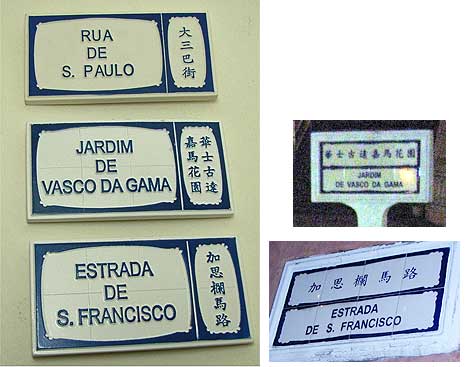 RUA
DE
S. PAULO
大三巴街
JARDIM
DE
VASCO DA GAMA
華士古達
嘉馬花園
ESTRADA
DE
S. FRANCISCO
加思欄馬路
華士古達嘉馬花園
JARDIM
DE VASCO DA GAMA
加思欄馬路
ESTRADA
DE S. FRANCISCO